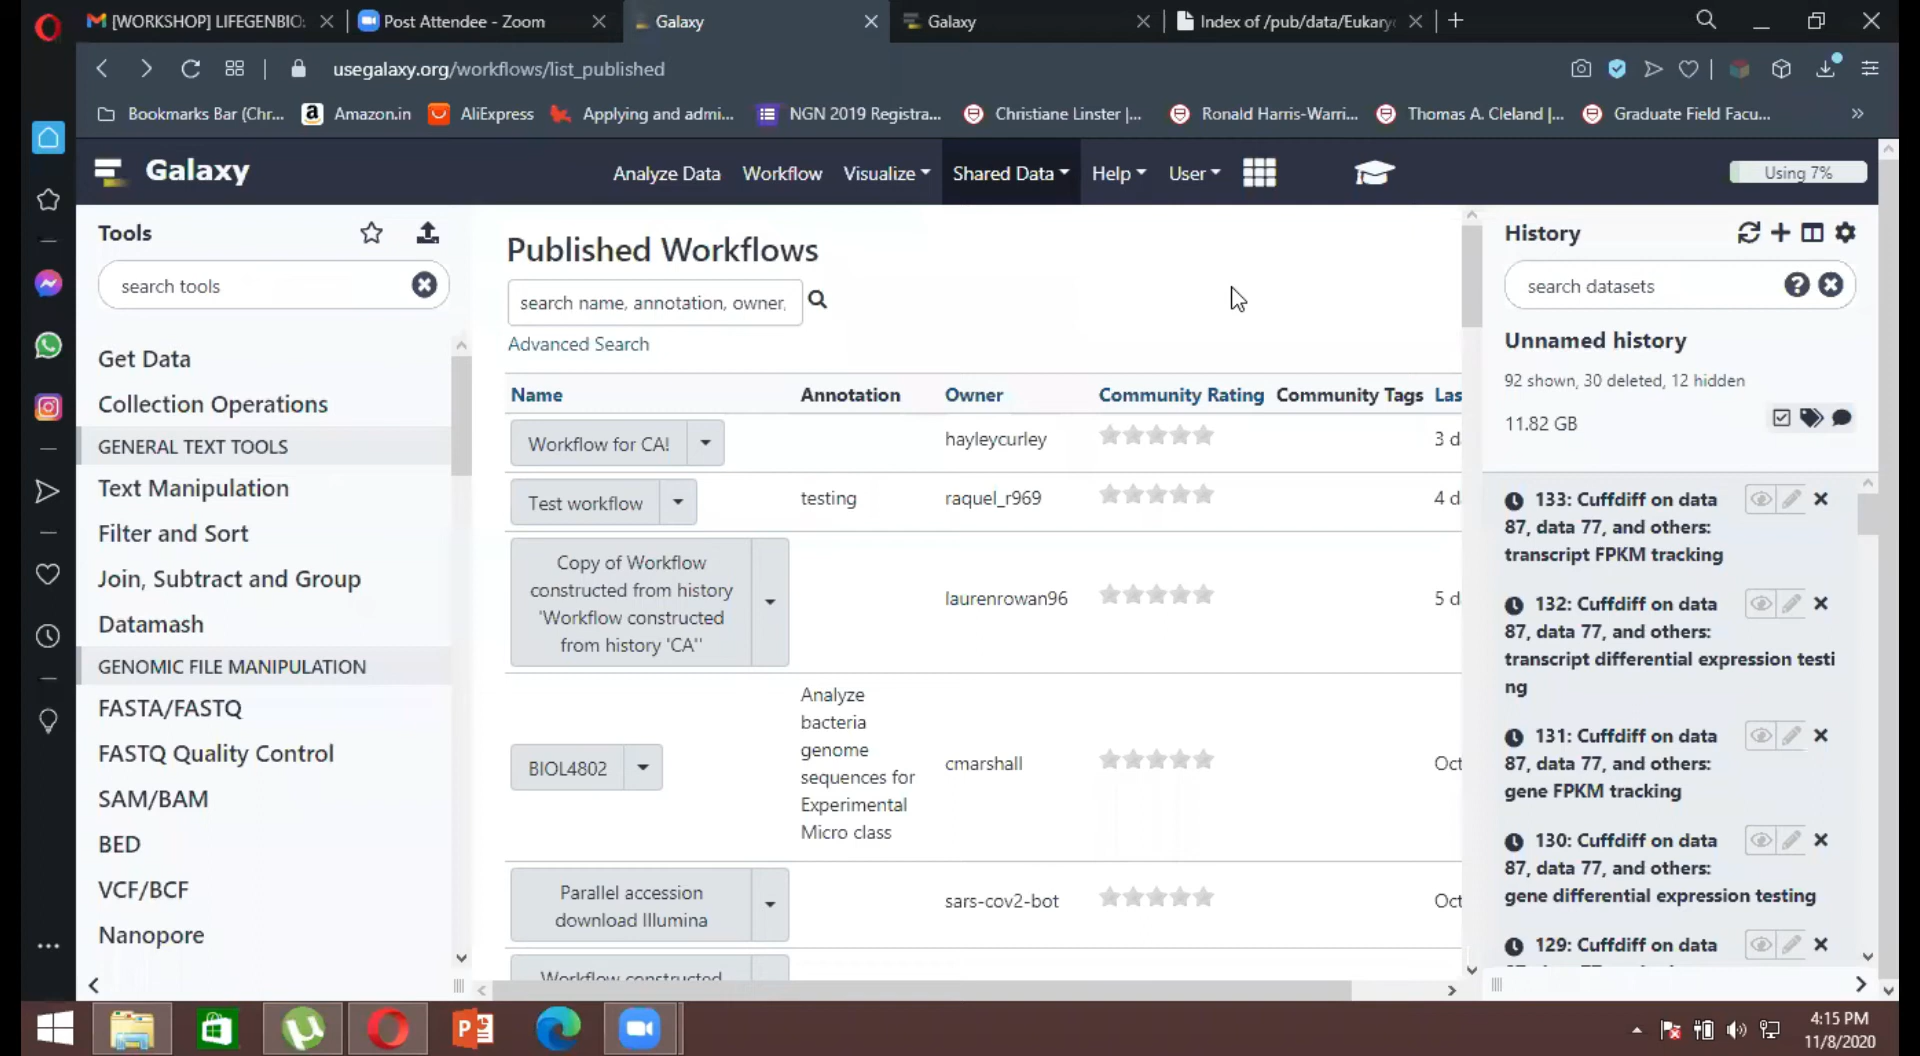 [WORKSHOP] LIFEGENBIO:
Post Attendee - Zoom
Galaxy
Galaxy
Index of /pub/data/Eukary
usegalaxy.org/workflows/list_published
Bookmarks Bar (Chr...
Amazon.in
AliExpress
Applying and admi...
NGN 2019 Registra...
Christiane Linster |...
Ronald Harris-Warri...
Thomas A. Cleland |...
Graduate Field Facu...
Galaxy
Analyze Data
Workflow
Visualize
Shared Data
Help
User
Using 7%
Tools
search tools
Get Data
Collection Operations
GENERAL TEXT TOOLS
Text Manipulation
Filter and Sort
Join, Subtract and Group
Datamash
GENOMIC FILE MANIPULATION
FASTA/FASTQ
FASTQ Quality Control
SAM/BAM
BED
VCF/BCF
Nanopore
Published Workflows
search name, annotation, owner,
Advanced Search
Name Annotation Owner Community Rating Community Tags Las
Workflow for CA! hayleycurley 3 d
Test workflow testing raquel_r969 4 d
Copy of Workflow
constructed from history
'Workflow constructed
from history 'CA''
laurenrowan96 5 d
BIOL4802
Analyze
bacteria
genome
sequences for
Experimental
Micro class
cmarshall Oct
Parallel accession
download Illumina
sars-cov2-bot Oct
Workflow constructed
History
search datasets
Unnamed history
92 shown, 30 deleted, 12 hidden
11.82 GB
133: Cuffdiff on data
87, data 77, and others:
transcript FPKM tracking
132: Cuffdiff on data
87, data 77, and others:
transcript differential expression testi
ng
131: Cuffdiff on data
87, data 77, and others:
gene FPKM tracking
130: Cuffdiff on data
87, data 77, and others:
gene differential expression testing
129: Cuffdiff on data
4:15 PM
11/8/2020